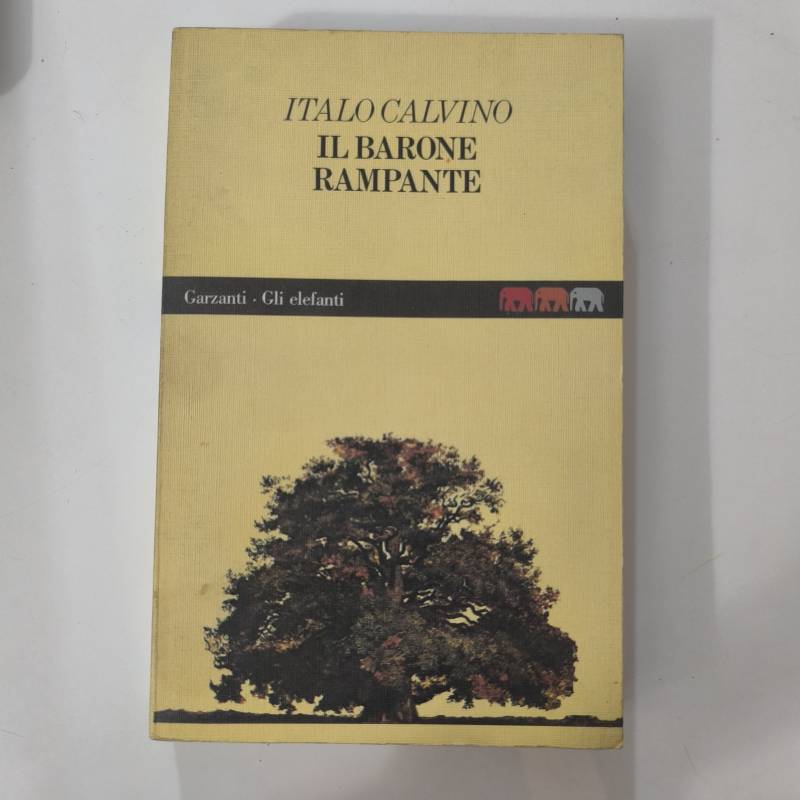 ITALO CALVINO
IL BARONE
RAMPANTE
Garzanti · Gli elefanti